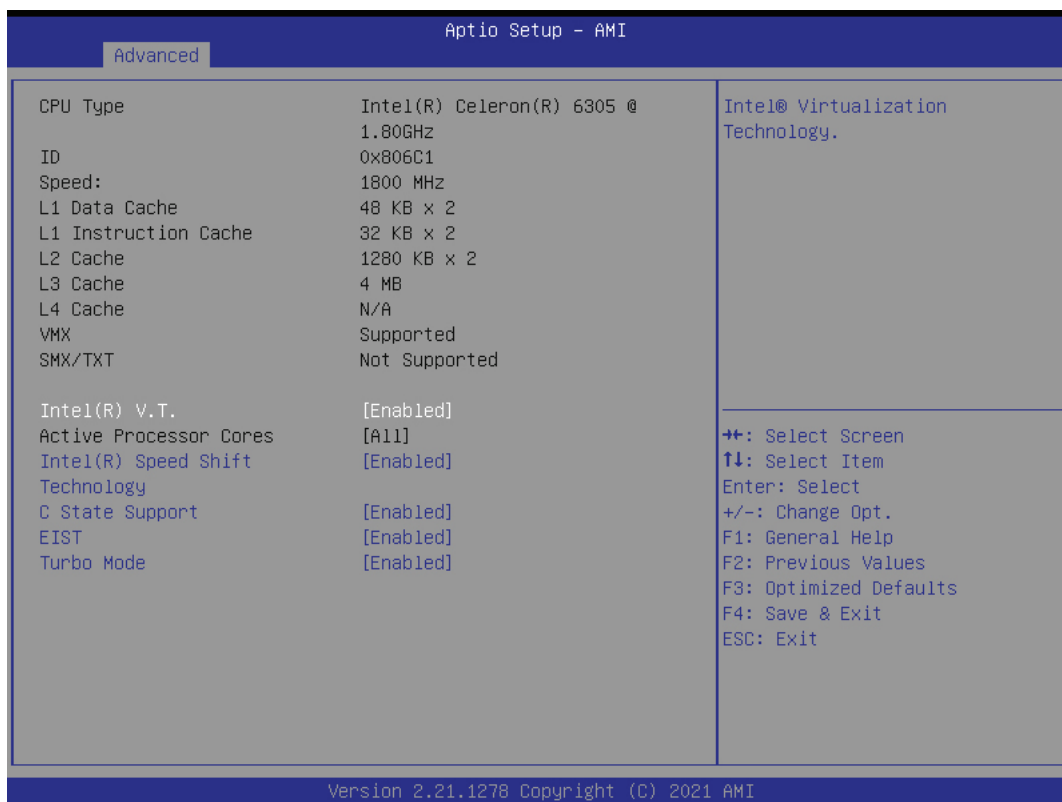 Aptio Setup – AMI
Advanced
CPU Type Intel(R) Celeron(R) 6305 @
1.80GHz
ID 0x806C1
Speed: 1800 MHz
L1 Data Cache 48 KB x 2
L1 Instruction Cache 32 KB x 2
L2 Cache 1280 KB x 2
L3 Cache 4 MB
L4 Cache N/A
VMX Supported
SMX/TXT Not Supported
Intel(R) V.T. [Enabled]
Active Processor Cores [All]
Intel(R) Speed Shift [Enabled]
Technology
C State Support [Enabled]
EIST [Enabled]
Turbo Mode [Enabled]
Intel® Virtualization
Technology.
→←: Select Screen
↑↓: Select Item
Enter: Select
+/-: Change Opt.
F1: General Help
F2: Previous Values
F3: Optimized Defaults
F4: Save & Exit
ESC: Exit
Version 2.21.1278 Copyright (C) 2021 AMI